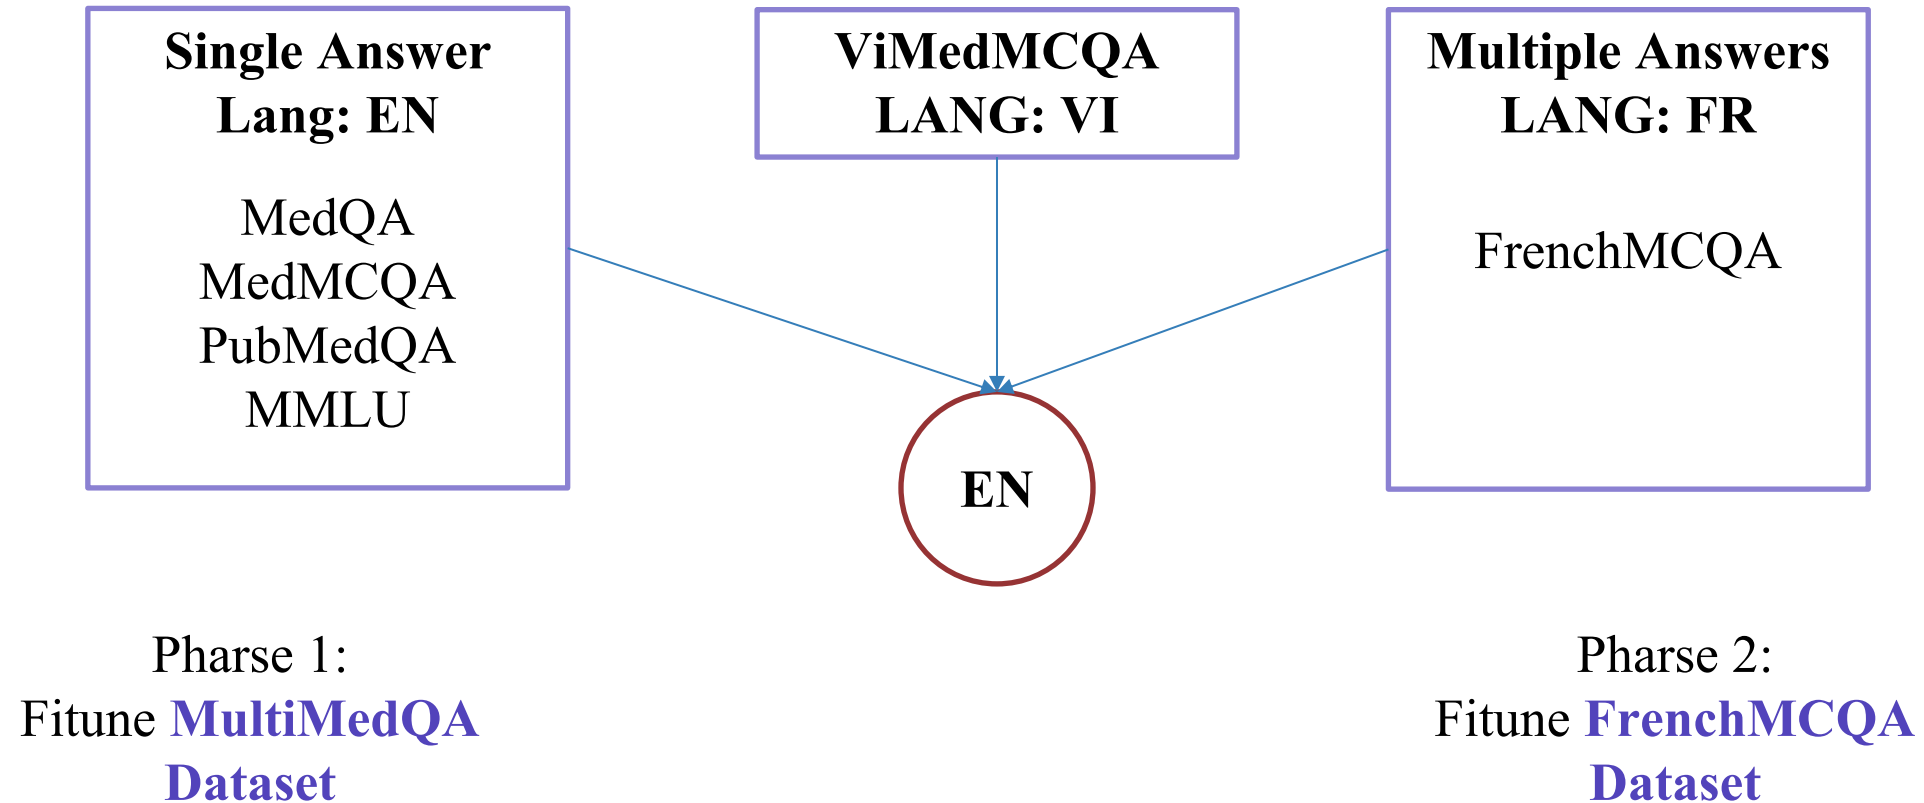 Single Answer
Lang: EN
MedQA
MedMCQA
PubMedQA
MMLU
ViMedMCQA
LANG: VI
Multiple Answers
LANG: FR
FrenchMCQA
EN
Pharse 1:
Fitune MultiMedQA
Dataset
Pharse 2:
Fitune FrenchMCQA
Dataset